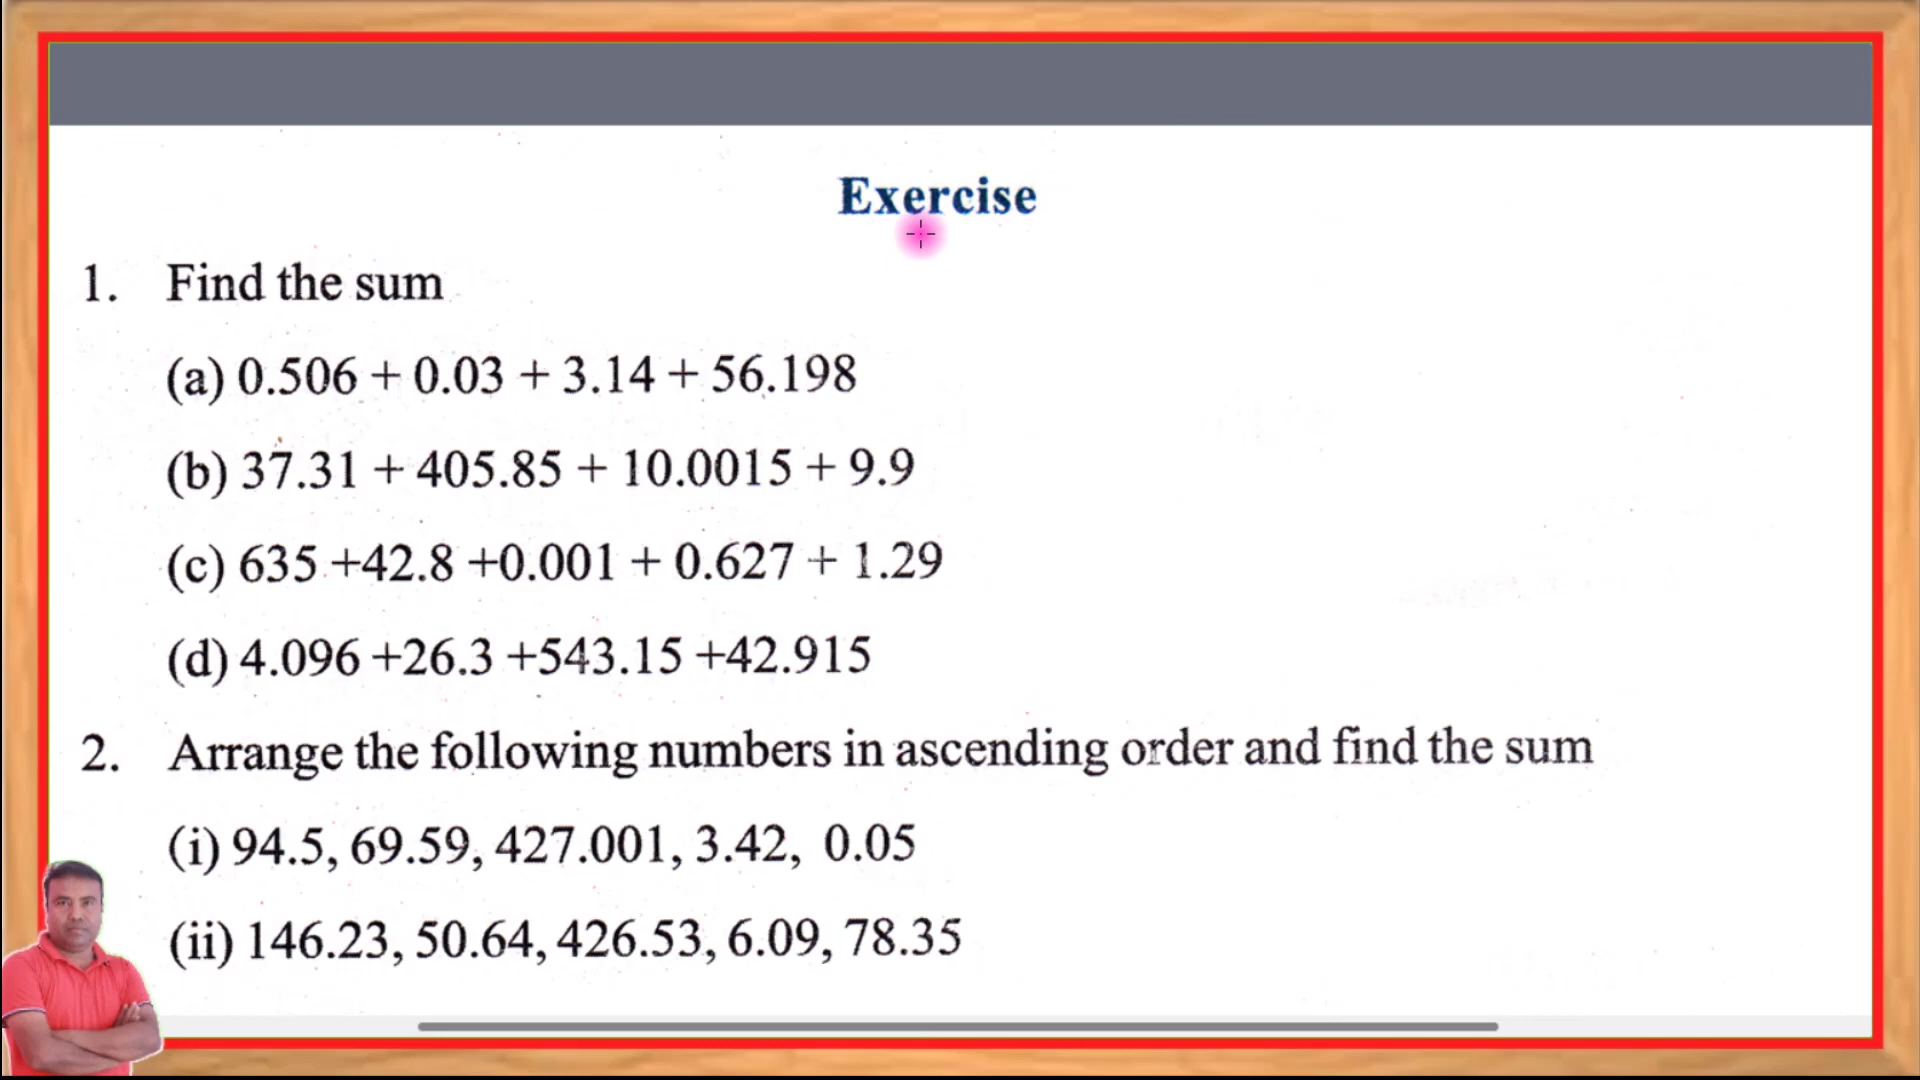 Exercise
1. Find the sum
(a) 0.506 + 0.03 + 3.14 + 56.198
(b) 37.31 + 405.85 + 10.0015 + 9.9
(c) 635 +42.8 +0.001 + 0.627 + 1.29
(d) 4.096 +26.3 +543.15 +42.915
2. Arrange the following numbers in ascending order and find the sum
(i) 94.5, 69.59, 427.001, 3.42, 0.05
(ii) 146.23, 50.64, 426.53, 6.09, 78.35